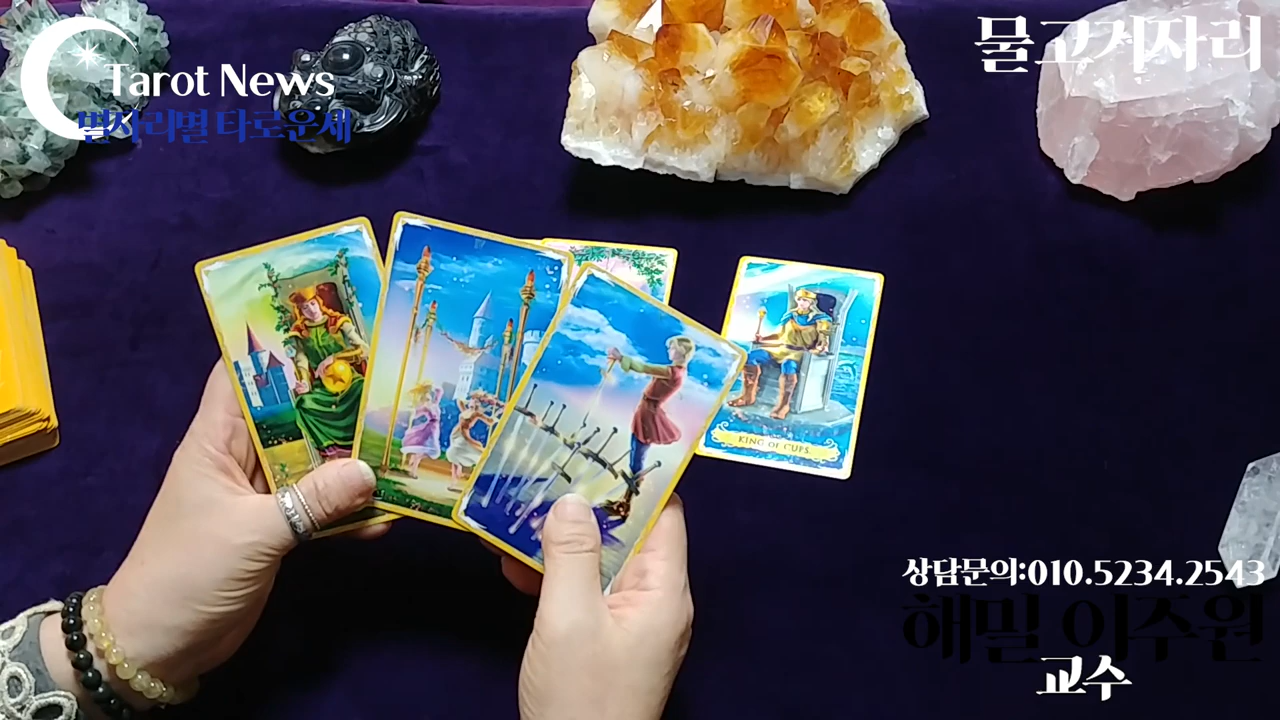 Tarot News
별자리별 타로운세
물고기자리
KING OF CUPS
상담문의:010.5234.2543
해밀 이주원
교수